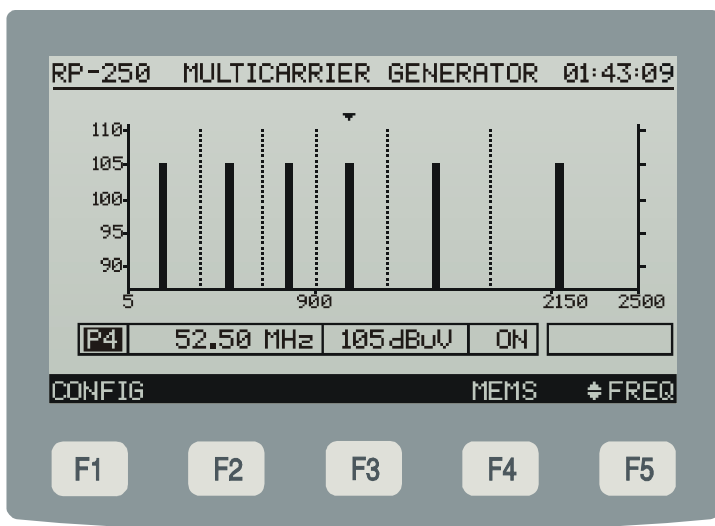 RP-250 MULTICARRIER GENERATOR 01:43:09
110
105
100
95
90
5 900 2150 2500
P4 52.50 MHz 105dBuV ON
CONFIG MEMS FREQ
F1 F2 F3 F4 F5